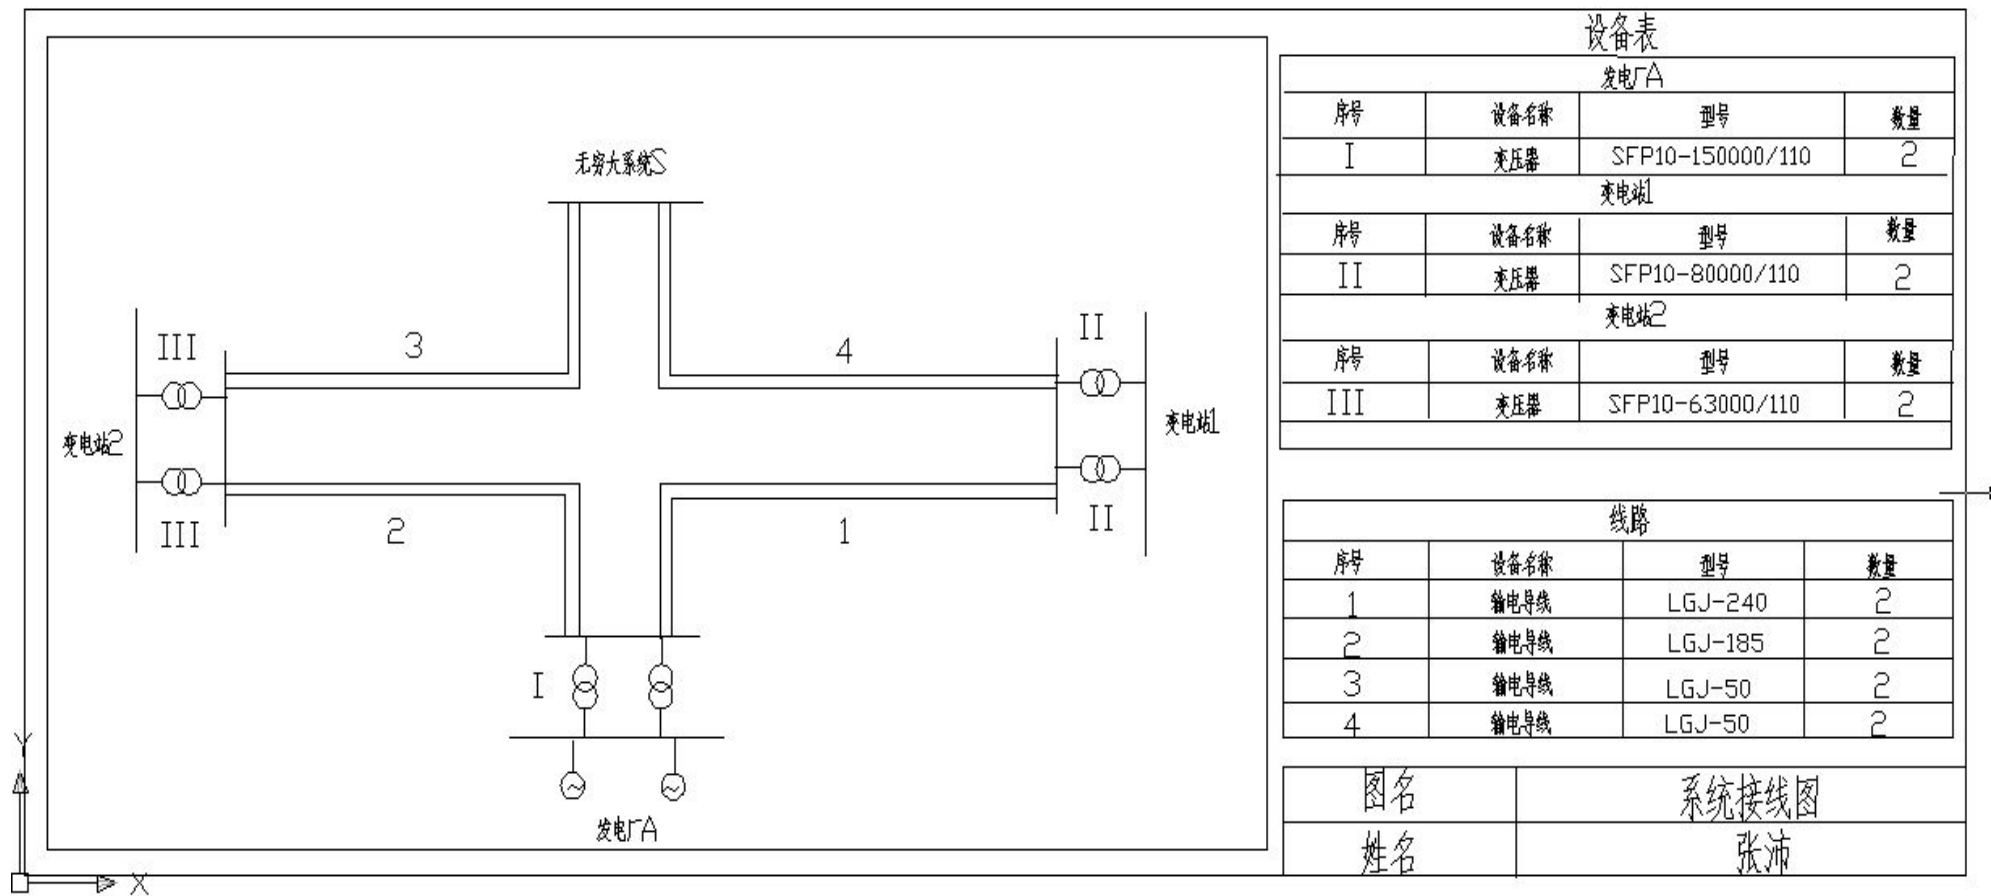 设备表
发电厂A
序号 设备名称 型号 数量
I 变压器 SFP10-150000/110 2
变电站1
序号 设备名称 型号 数量
II 变压器 SFP10-80000/110 2
变电站2
序号 设备名称 型号 数量
III 变压器 SFP10-63000/110 2
线路
序号 设备名称 型号 数量
1 输电导线 LGJ-240 2
2 输电导线 LGJ-185 2
3 输电导线 LGJ-50 2
4 输电导线 LGJ-50 2
图名 系统接线图
姓名 张沛
无穷大系统S
III
3
4
II
变电站2
变电站1
III
2
1
II
I
发电厂A
Y
X